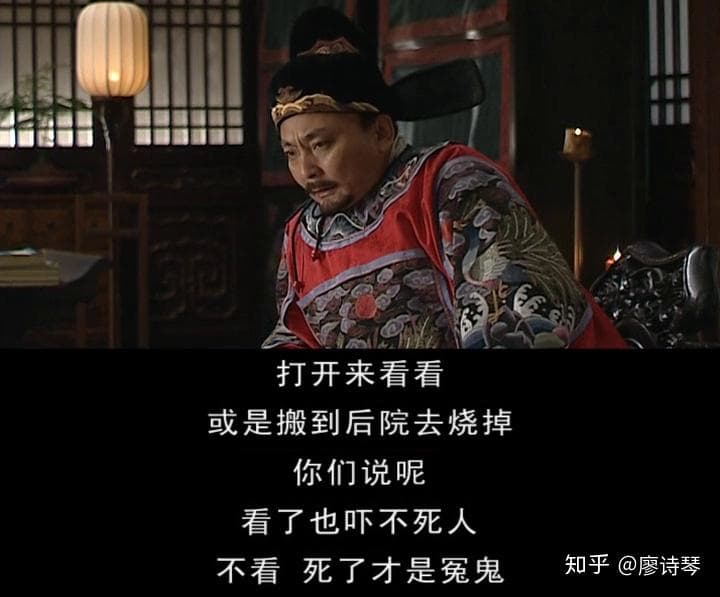 打开来看看
或是搬到后院去烧掉
你们说呢
看了也吓不死人
不看 死了才是冤鬼
知乎 @廖诗琴